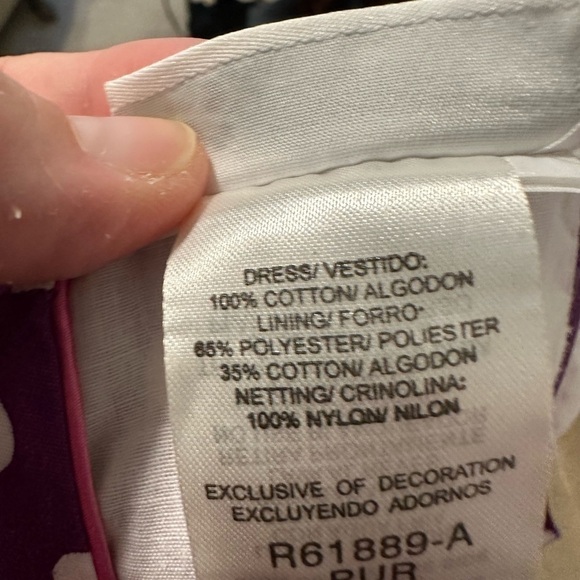 DRESS/ VESTIDO:
100% COTTON/ ALGODON
LINING/ FORRO:
65% POLYESTER/ POLIESTER
35% COTTON/ ALGODON
NETTING/ CRINOLINA:
100% NYLON/ NILON
EXCLUSIVE OF DECORATION
EXCLUYENDO ADORNOS
R61889-A
PUR